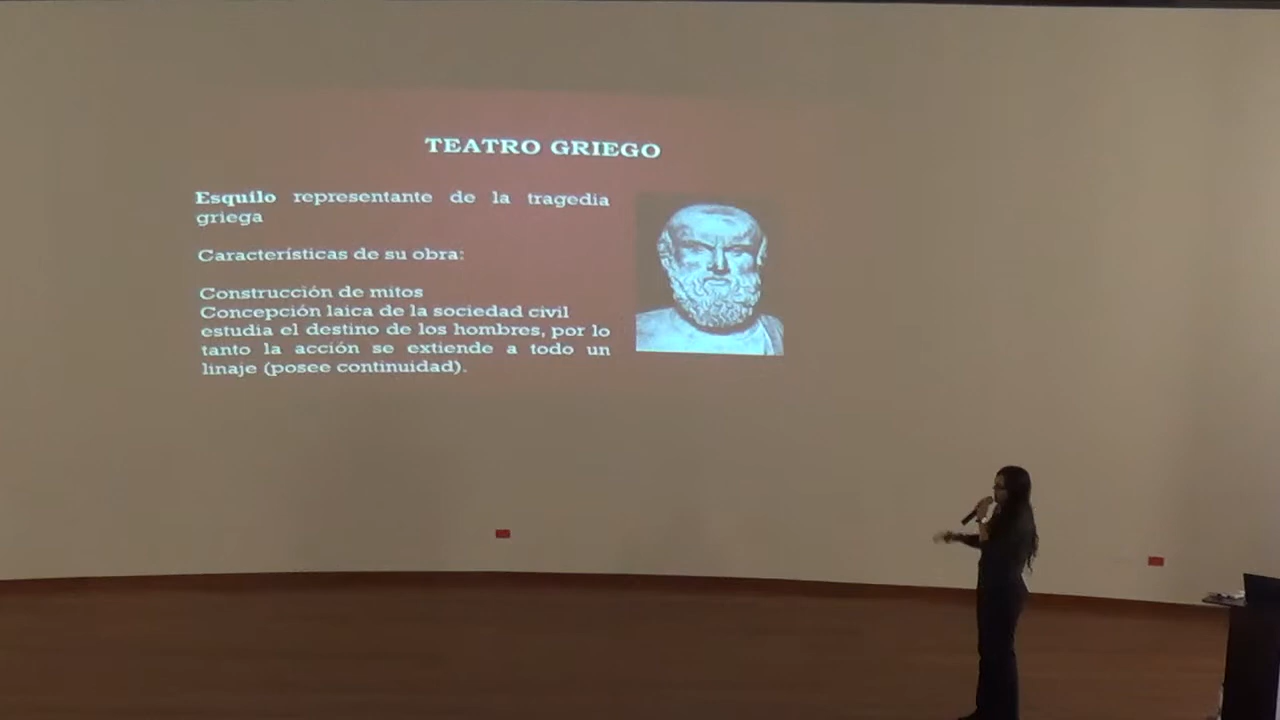 TEATRO GRIEGO
Esquilo representante de la tragedia
griega
Características de su obra:
Construcción de mitos
Concepción laica de la sociedad civil
estudia el destino de los hombres, por lo
tanto la acción se extiende a todo un
linaje (posee continuidad).